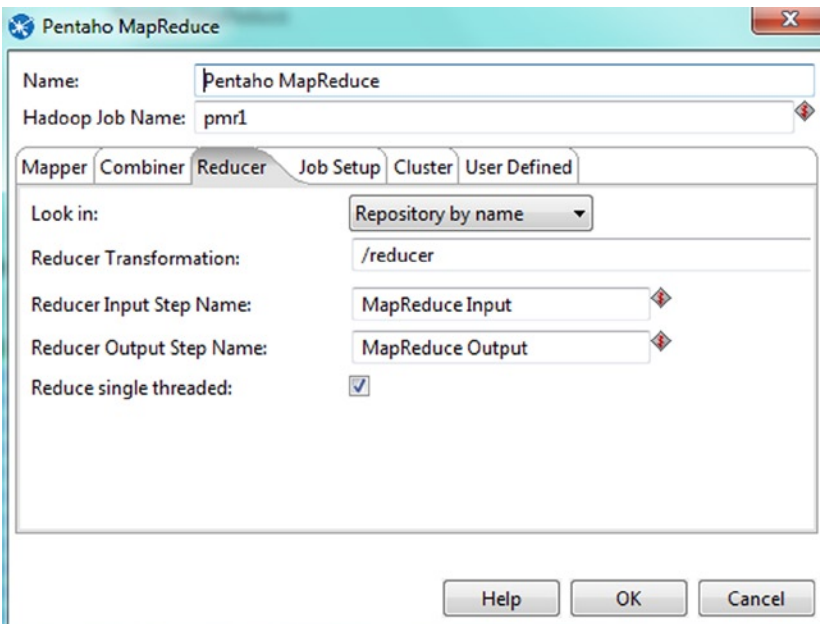 Pentaho MapReduce
Name: Pentaho MapReduce
Hadoop Job Name: pmr1
Mapper Combiner Reducer Job Setup Cluster User Defined
Look in: Repository by name
Reducer Transformation: /reducer
Reducer Input Step Name: MapReduce Input
Reducer Output Step Name: MapReduce Output
Reduce single threaded:
Help OK Cancel